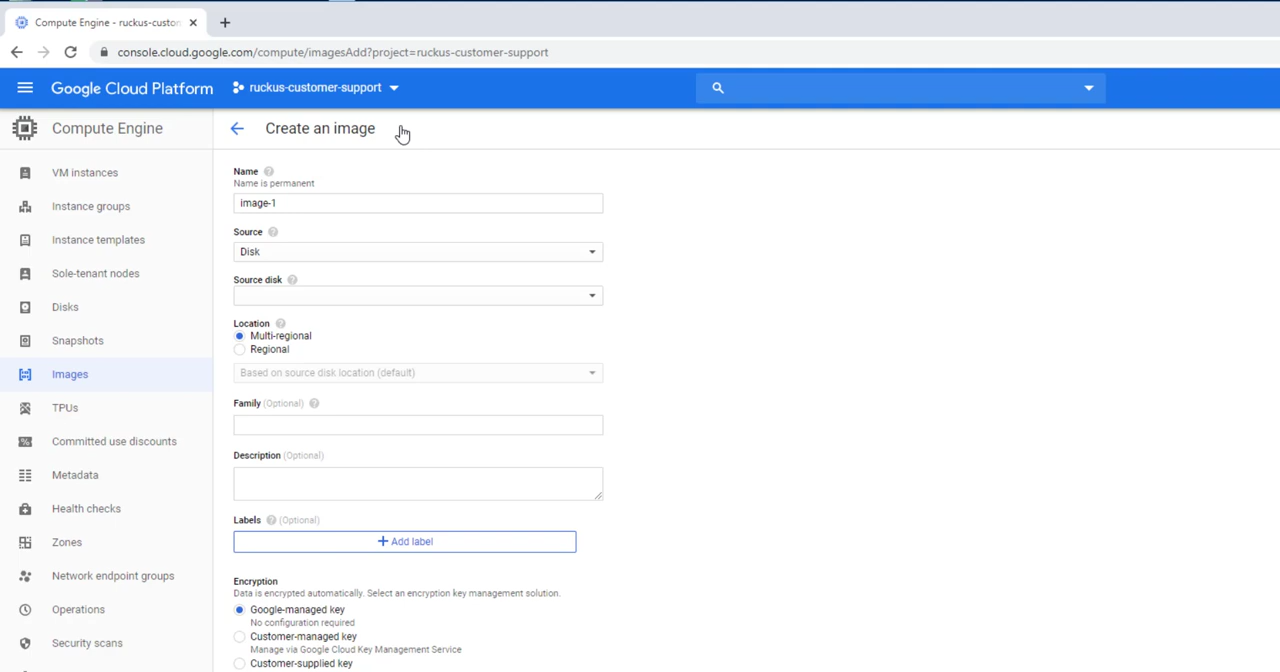 Compute Engine - ruckus-custon
console.cloud.google.com/compute/imagesAdd?project=ruckus-customer-support
Google Cloud Platform
ruckus-customer-support
Compute Engine
Create an image
VM instances
Instance groups
Instance templates
Sole-tenant nodes
Disks
Snapshots
Images
TPUs
Committed use discounts
Metadata
Health checks
Zones
Network endpoint groups
Operations
Security scans
Name
Name is permanent
image-1
Source
Disk
Source disk
Location
Multi-regional
Regional
Based on source disk location (default)
Family (Optional)
Description (Optional)
Labels (Optional)
+ Add label
Encryption
Data is encrypted automatically. Select an encryption key management solution.
Google-managed key
No configuration required
Customer-managed key
Manage via Google Cloud Key Management Service
Customer-supplied key